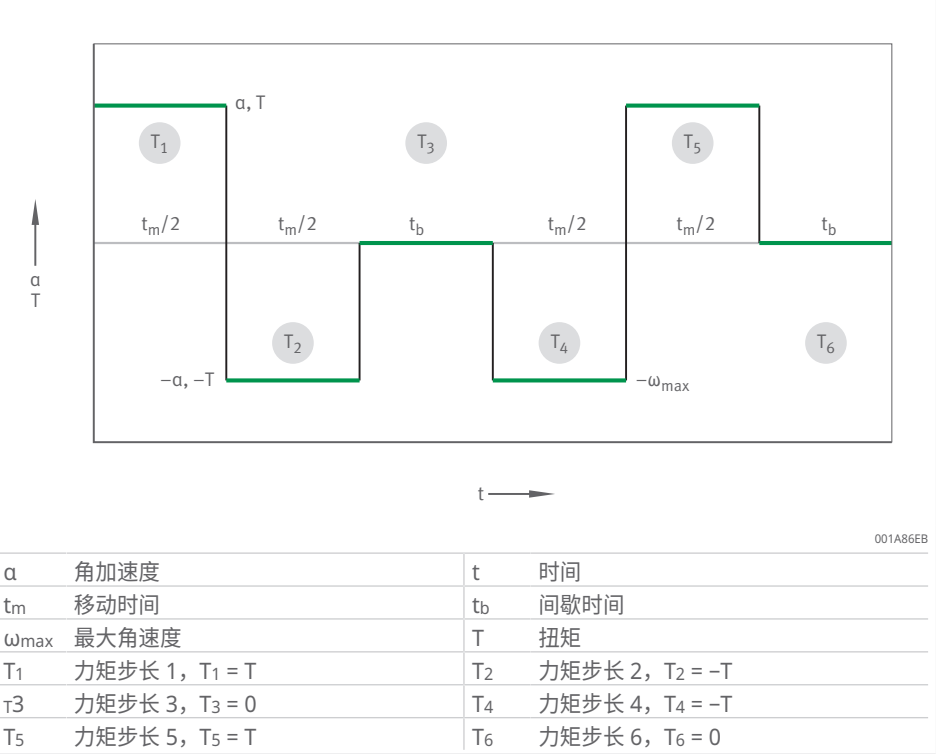 α, T
T1 T3 T5
tm/2 tm/2 tb tm/2 tm/2 tb
α
T
T2 T4 T6
−α, −T −ωmax
t
001A86EB
α 角加速度 t 时间
tm 移动时间 tb 间歇时间
ωmax 最大角速度 T 扭矩
T1 力矩步长 1，T1 = T T2 力矩步长 2，T2 = −T
T3 力矩步长 3，T3 = 0 T4 力矩步长 4，T4 = −T
T5 力矩步长 5，T5 = T T6 力矩步长 6，T6 = 0